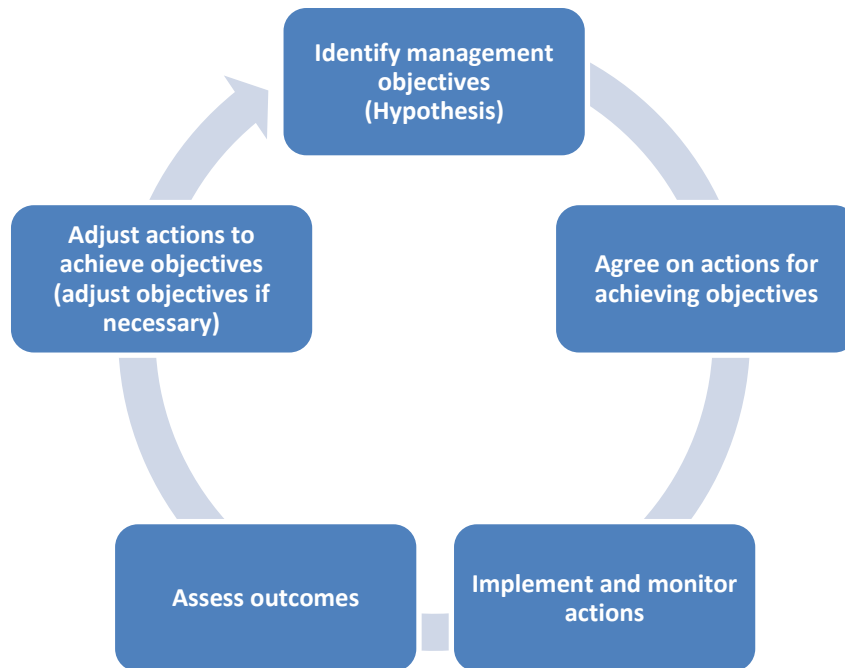 Identify management
objectives
(Hypothesis)
Agree on actions for
achieving objectives
Implement and monitor
actions
Assess outcomes
Adjust actions to
achieve objectives
(adjust objectives if
necessary)